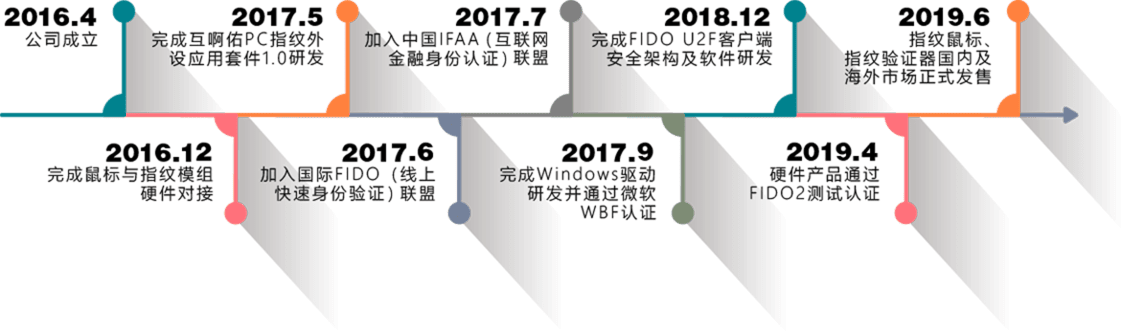 2016.4
公司成立
2016.12
完成鼠标与指纹模组
硬件对接
2017.5
完成互啊佑PC指纹外
设应用套件1.0研发
2017.6
加入国际FIDO（线上
快速身份验证）联盟
2017.7
加入中国IFAA（互联网
金融身份认证）联盟
2017.9
完成Windows驱动
研发并通过微软
WBF认证
2018.12
完成FIDO U2F客户端
安全架构及软件研发
2019.4
硬件产品通过
FIDO2测试认证
2019.6
指纹鼠标、
指纹验证器国内及
海外市场正式发售